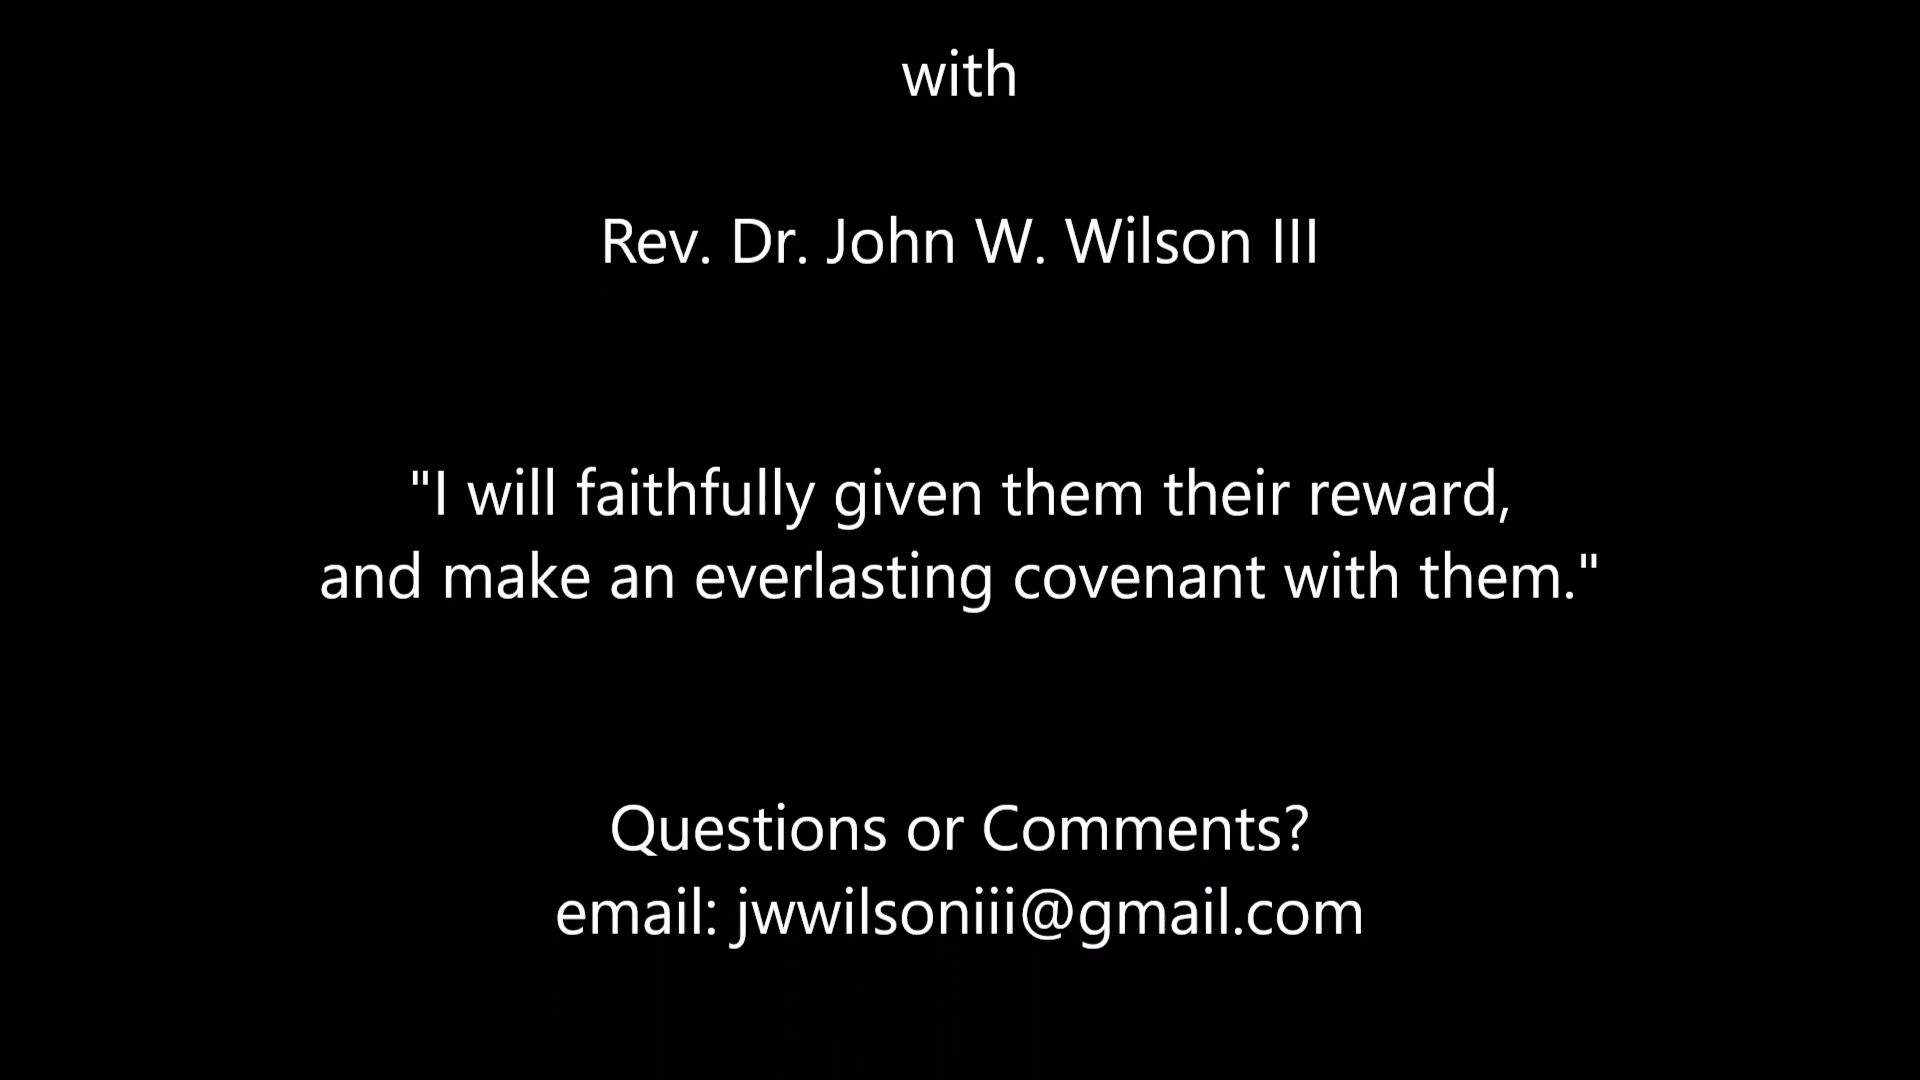 with
Rev. Dr. John W. Wilson III
"I will faithfully given them their reward,
and make an everlasting covenant with them."
Questions or Comments?
email: jwwilsoniii@gmail.com